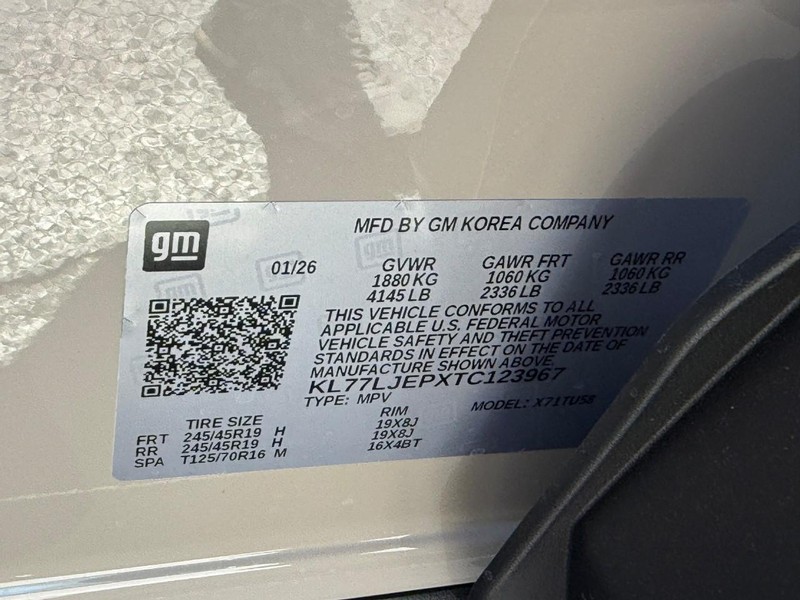 gm
MFD BY GM KOREA COMPANY
01/26
GVWR GAWR FRT GAWR RR
1880 KG 1060 KG 1060 KG
4145 LB 2336 LB 2336 LB
THIS VEHICLE CONFORMS TO ALL
APPLICABLE U.S. FEDERAL MOTOR
VEHICLE SAFETY AND THEFT PREVENTION
STANDARDS IN EFFECT ON THE DATE OF
MANUFACTURE SHOWN ABOVE.
KL77LJEPXTC123967
TYPE: MPV MODEL: X71TU58
TIRE SIZE RIM
FRT 245/45R19 H 19X8J
RR 245/45R19 H 19X8J
SPA T125/70R16 M 16X4BT